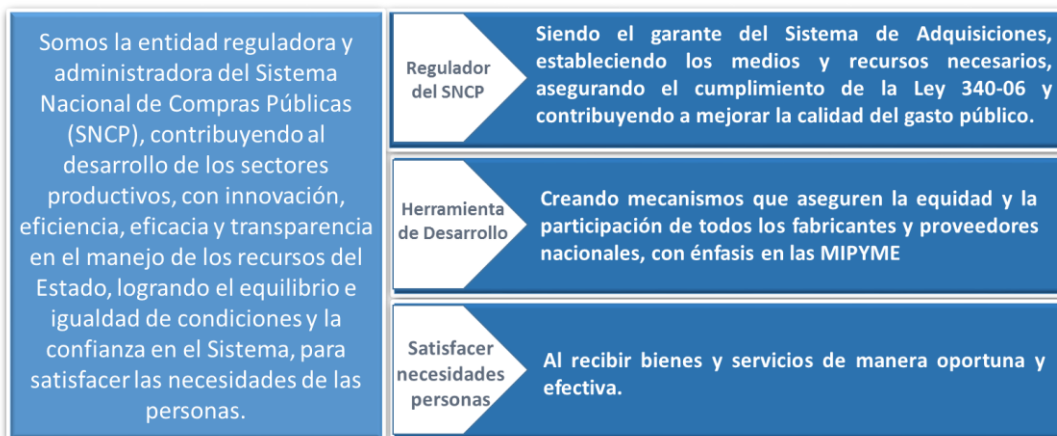 Somos la entidad reguladora y
administradora del Sistema
Nacional de Compras Públicas
(SNCP), contribuyendo al
desarrollo de los sectores
productivos, con innovación,
eficiencia, eficacia y transparencia
en el manejo de los recursos del
Estado, logrando el equilibrio e
igualdad de condiciones y la
confianza en el Sistema, para
satisfacer las necesidades de las
personas.
Regulador
del SNCP
Siendo el garante del Sistema de Adquisiciones,
estableciendo los medios y recursos necesarios,
asegurando el cumplimiento de la Ley 340-06 y
contribuyendo a mejorar la calidad del gasto público.
Herramienta
de Desarrollo
Creando mecanismos que aseguren la equidad y la
participación de todos los fabricantes y proveedores
nacionales, con énfasis en las MIPYME
Satisfacer
necesidades
personas
Al recibir bienes y servicios de manera oportuna y
efectiva.